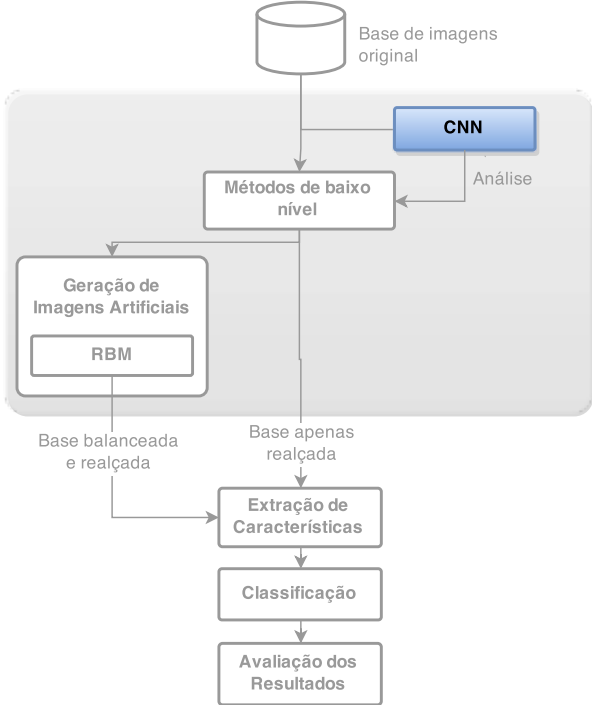 Base de imagens
original
CNN
Análise
Métodos de baixo
nível
Geração de
Imagens Artificiais
RBM
Base balanceada
e realçada
Base apenas
realçada
Extração de
Características
Classificação
Avaliação dos
Resultados